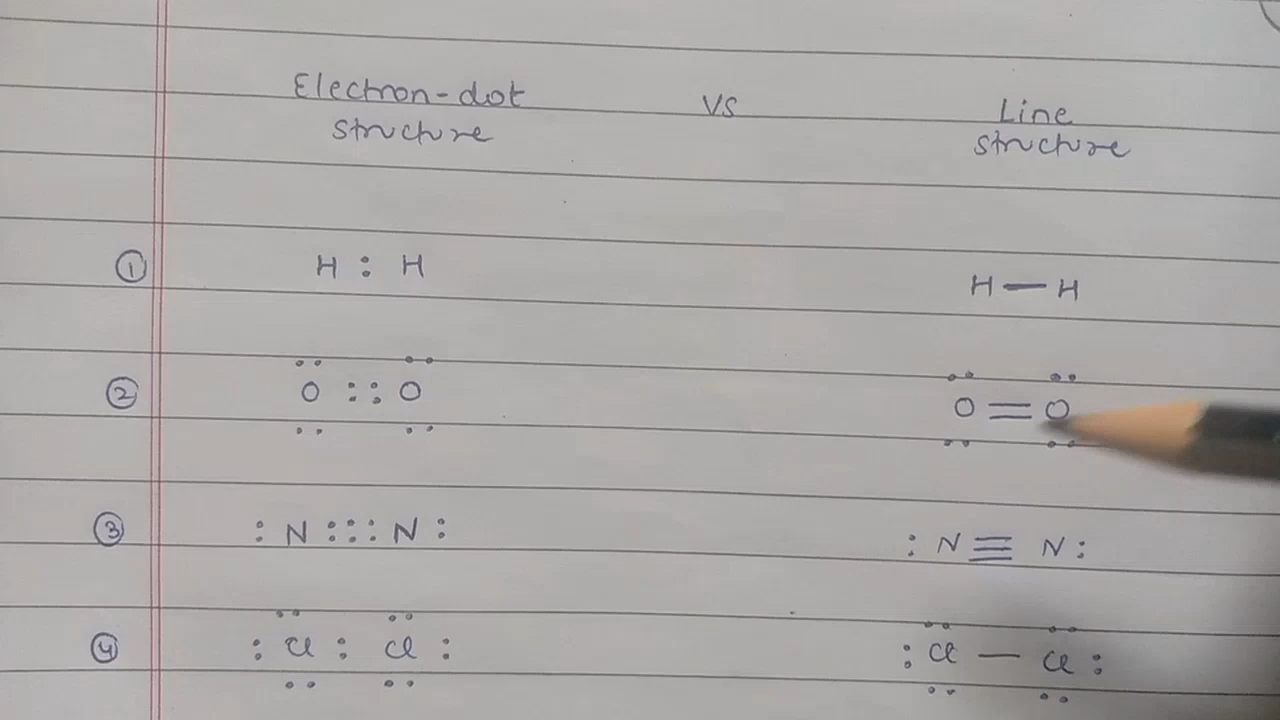 Electron-dot structure VS Line structure
① H : H H — H
② O :: O O = O
③ : N ::: N : : N ≡ N :
④ : Cl : Cl : : Cl — Cl :